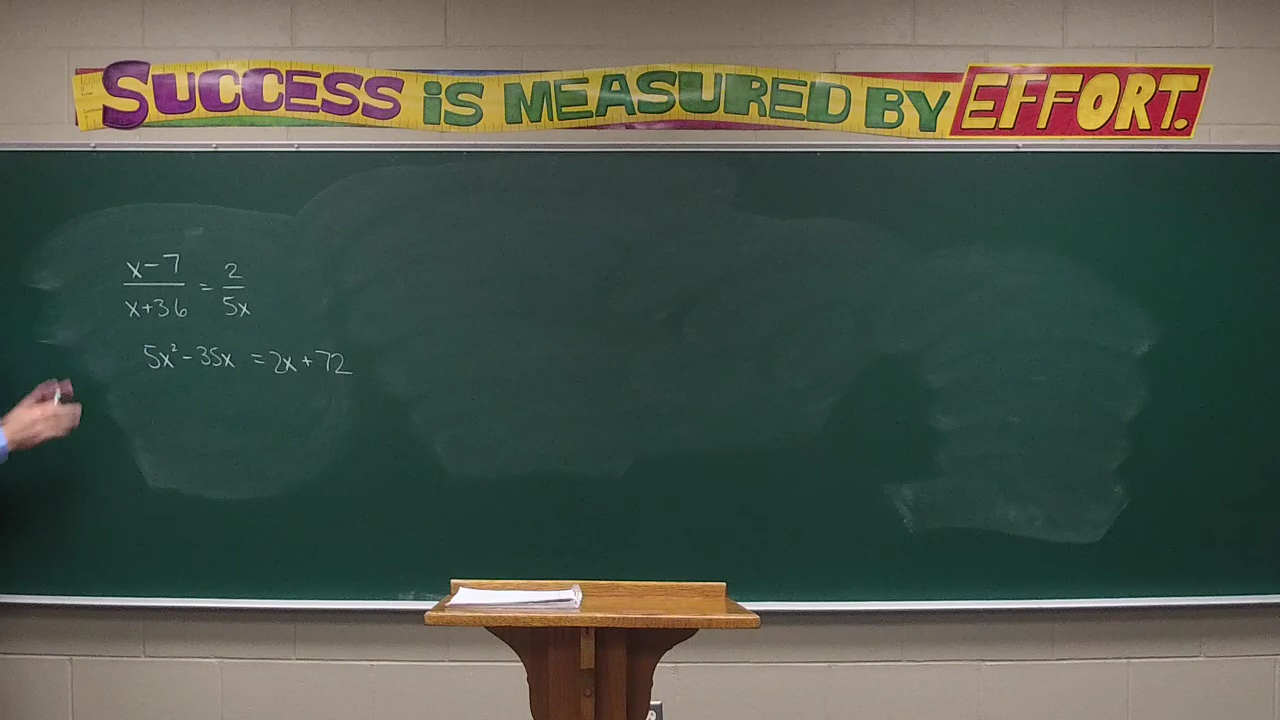 SUCCESS IS MEASURED BY EFFORT.
x-7 / x+36 = 2 / 5x
5x² - 35x = 2x + 72